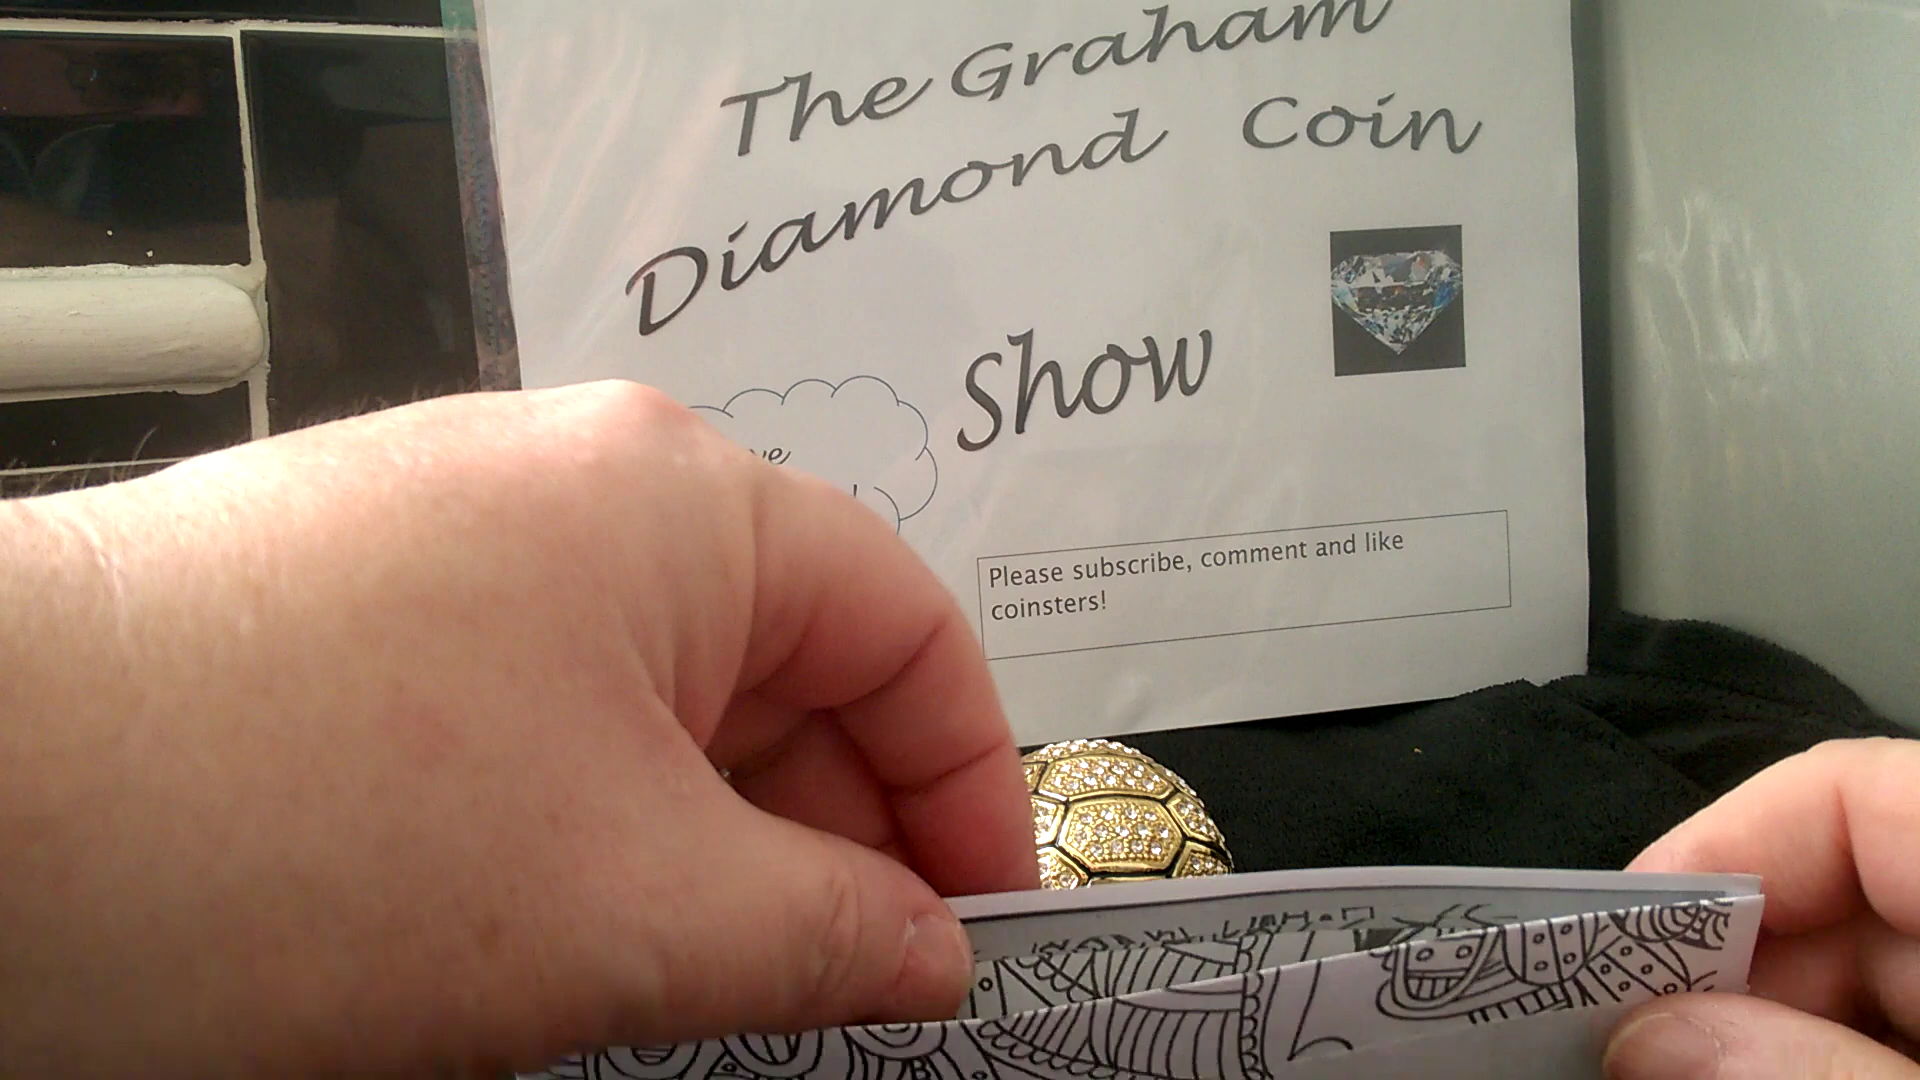 The Graham
Diamond Coin
Show
Please subscribe, comment and like
coinsters!